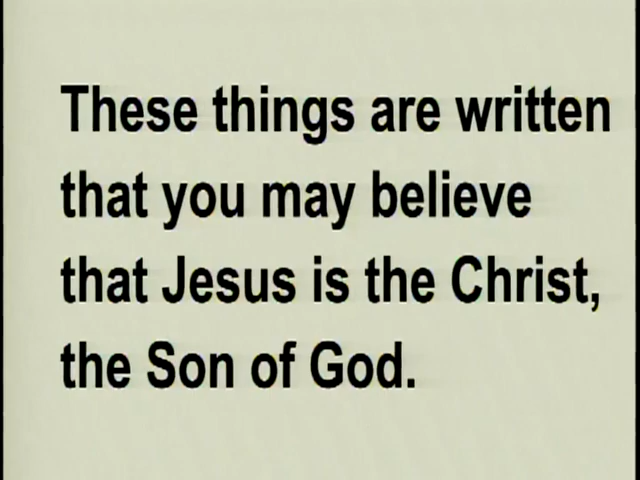 These things are written
that you may believe
that Jesus is the Christ,
the Son of God.